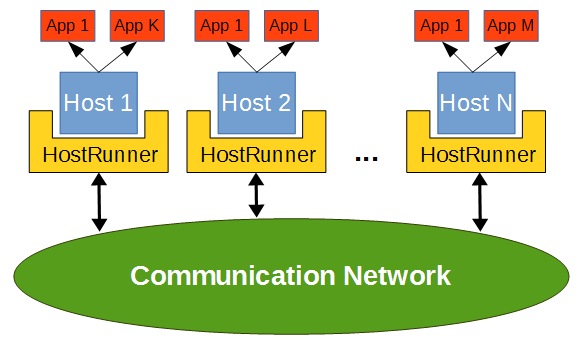 App 1 App K App 1 App L App 1 App M
Host 1 Host 2 Host N
HostRunner HostRunner ... HostRunner
Communication Network